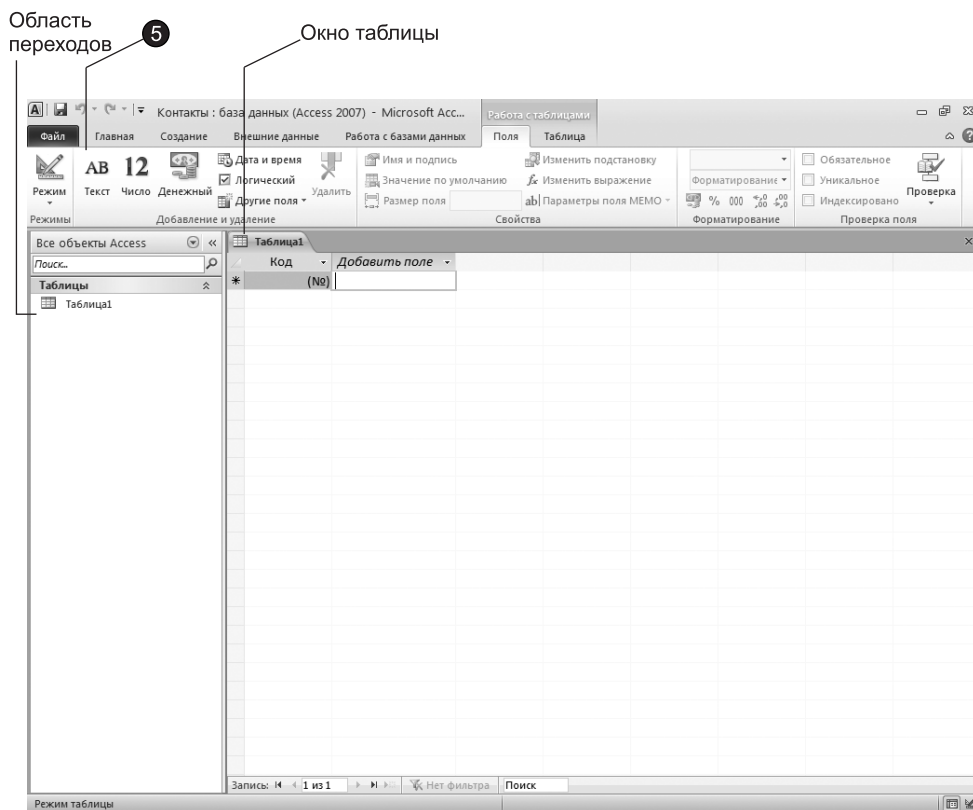 Область
переходов
5
Окно таблицы
Контакты : база данных (Access 2007) - Microsoft Acc...
Работа с таблицами
Файл Главная Создание Внешние данные Работа с базами данных Поля Таблица
AB 12 Дата и время Имя и подпись Изменить подстановку Обязательное
Логический Значение по умолчанию fx Изменить выражение Форматирование Уникальное
Режим Текст Число Денежный Другие поля Удалить Размер поля ab Параметры поля MEMO % 000 Индексировано Проверка
Режимы Добавление и удаление Свойства Форматирование Проверка поля
Все объекты Access « Таблица1
Поиск...
Код Добавить поле
Таблицы
* (№)
Таблица1
Запись: 1 из 1 Нет фильтра Поиск
Режим таблицы